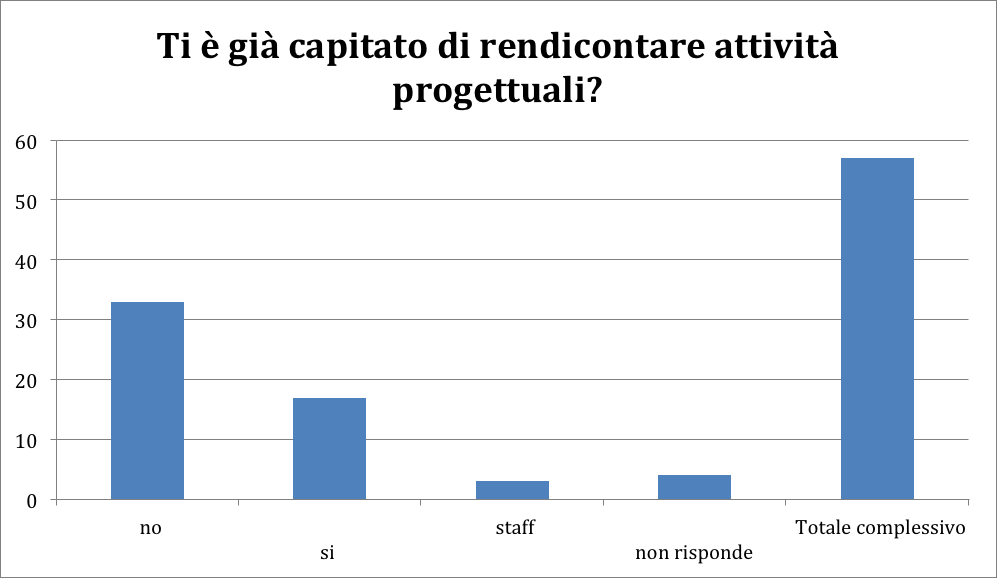 Ti è già capitato di rendicontare attività
progettuali?
60
50
40
30
20
10
0
no
si
staff
non risponde
Totale complessivo